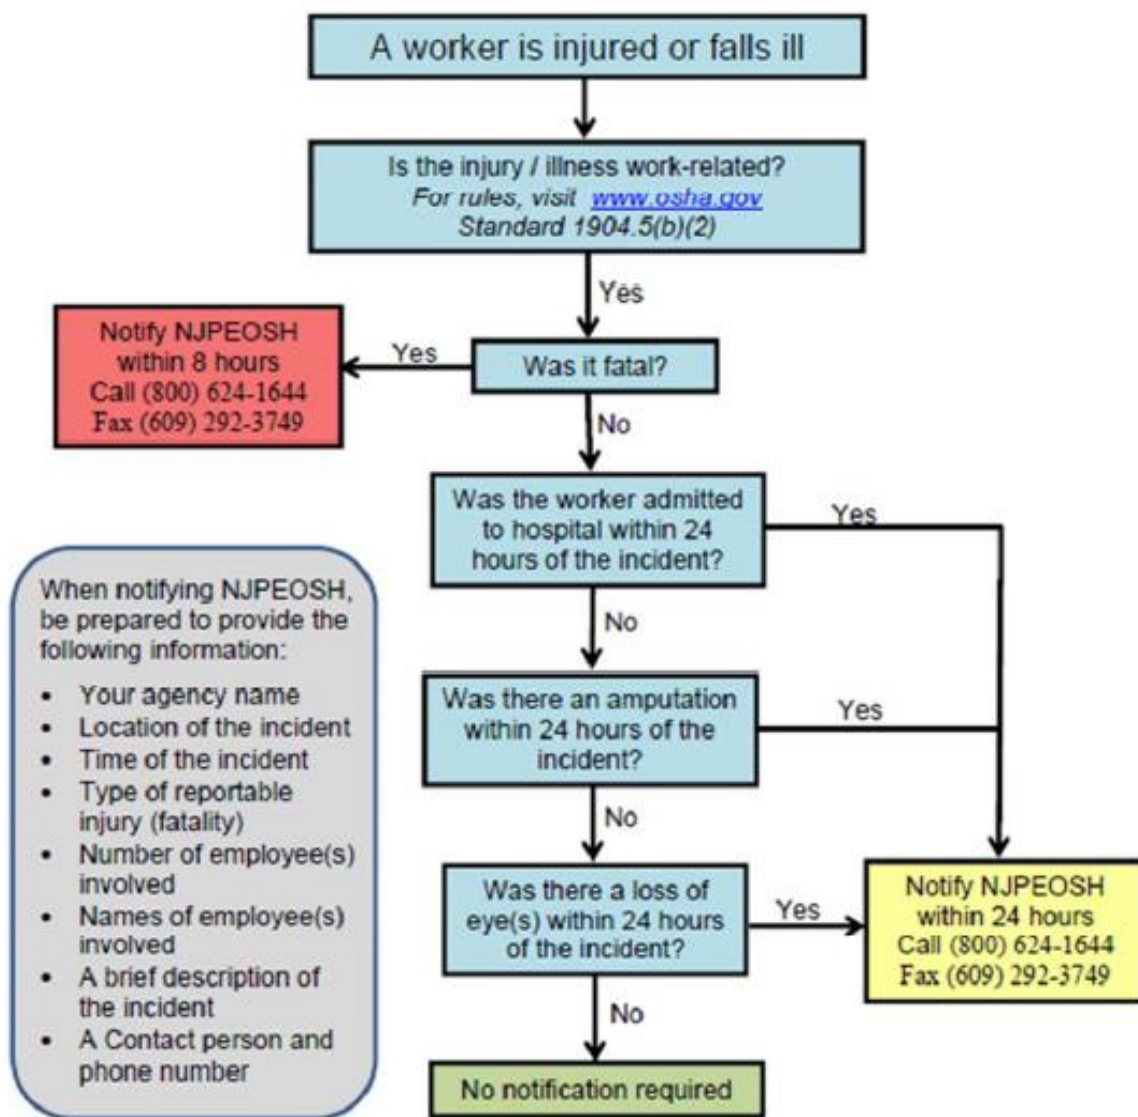 A worker is injured or falls ill
Is the injury / illness work-related?
For rules, visit www.osha.gov
Standard 1904.5(b)(2)
Yes
Notify NJPEOSH
within 8 hours
Call (800) 624-1644
Fax (609) 292-3749
Yes
Was it fatal?
No
Was the worker admitted
to hospital within 24
hours of the incident?
Yes
No
Was there an amputation
within 24 hours of the
incident?
Yes
No
Was there a loss of
eye(s) within 24 hours
of the incident?
Yes
Notify NJPEOSH
within 24 hours
Call (800) 624-1644
Fax (609) 292-3749
No
No notification required
When notifying NJPEOSH,
be prepared to provide the
following information:
• Your agency name
• Location of the incident
• Time of the incident
• Type of reportable
injury (fatality)
• Number of employee(s)
involved
• Names of employee(s)
involved
• A brief description of
the incident
• A Contact person and
phone number